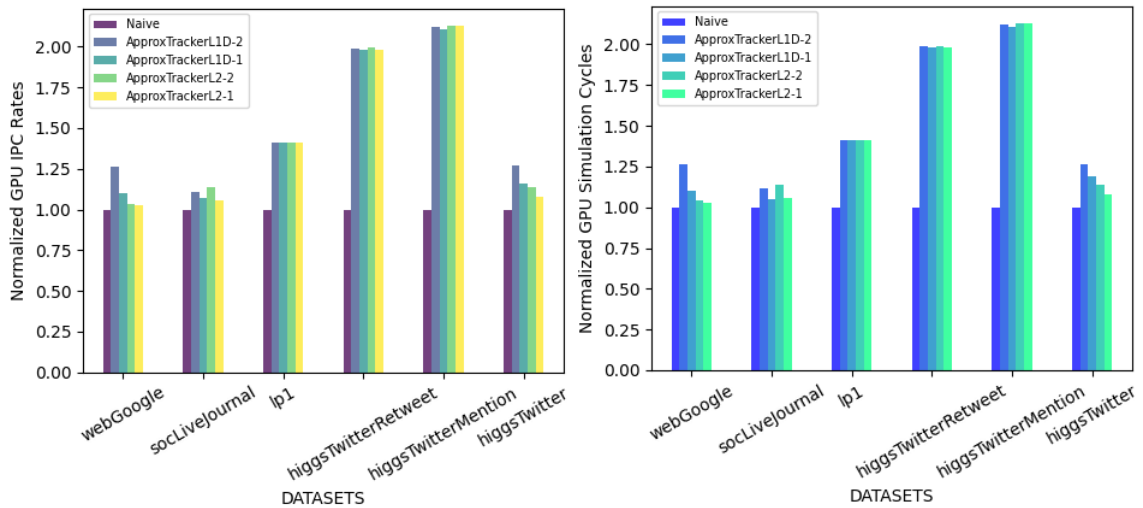 Normalized GPU IPC Rates
2.00
1.75
1.50
1.25
1.00
0.75
0.50
0.25
0.00
Naive
ApproxTrackerL1D-2
ApproxTrackerL1D-1
ApproxTrackerL2-2
ApproxTrackerL2-1
webGoogle
socLiveJournal
lp1
higgsTwitterRetweet
higgsTwitterMention
higgsTwitter
DATASETS
Normalized GPU Simulation Cycles
2.00
1.75
1.50
1.25
1.00
0.75
0.50
0.25
0.00
Naive
ApproxTrackerL1D-2
ApproxTrackerL1D-1
ApproxTrackerL2-2
ApproxTrackerL2-1
webGoogle
socLiveJournal
lp1
higgsTwitterRetweet
higgsTwitterMention
higgsTwitter
DATASETS